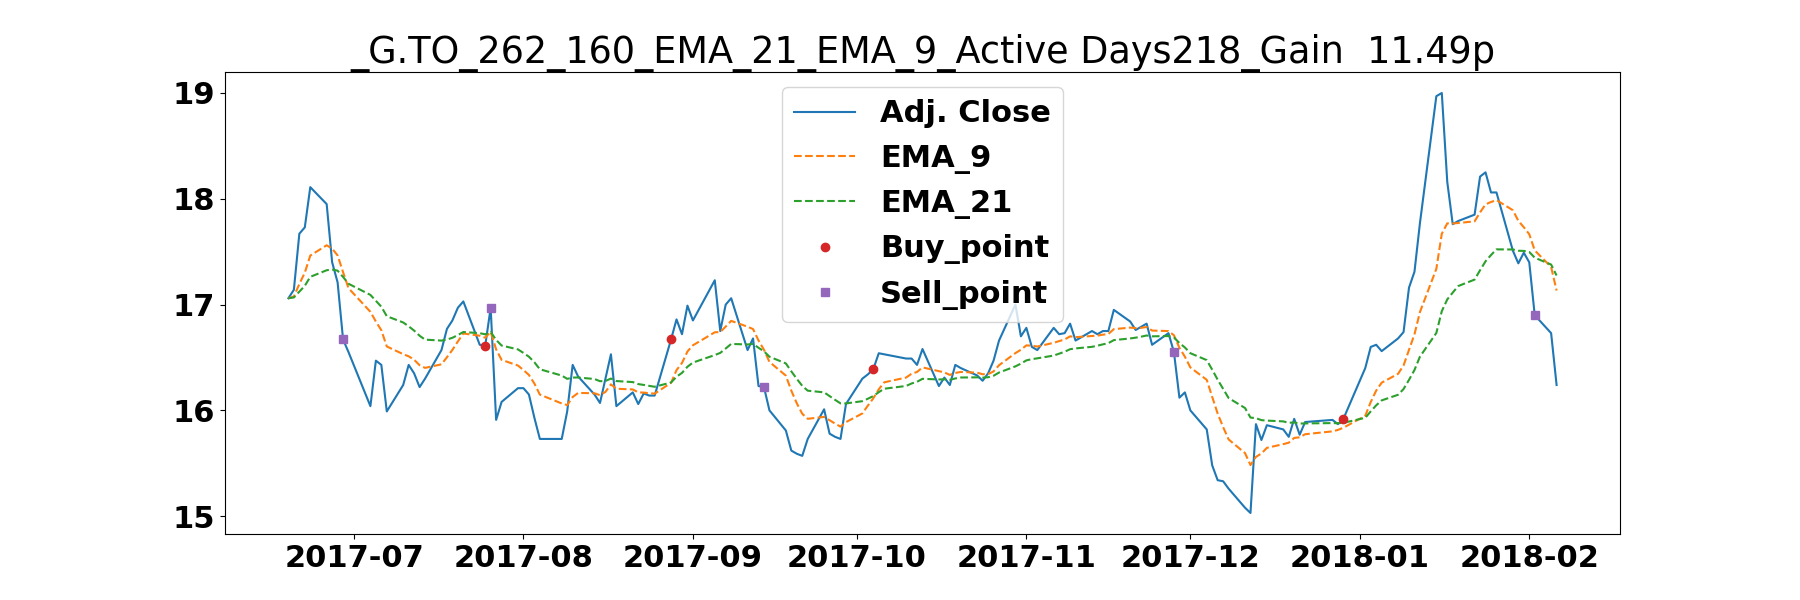 _G.TO_262_160_EMA_21_EMA_9_Active Days218_Gain  11.49p
19
18
17
16
15
Adj. Close
EMA_9
EMA_21
Buy_point
Sell_point
2017-07 2017-08 2017-09 2017-10 2017-11 2017-12 2018-01 2018-02